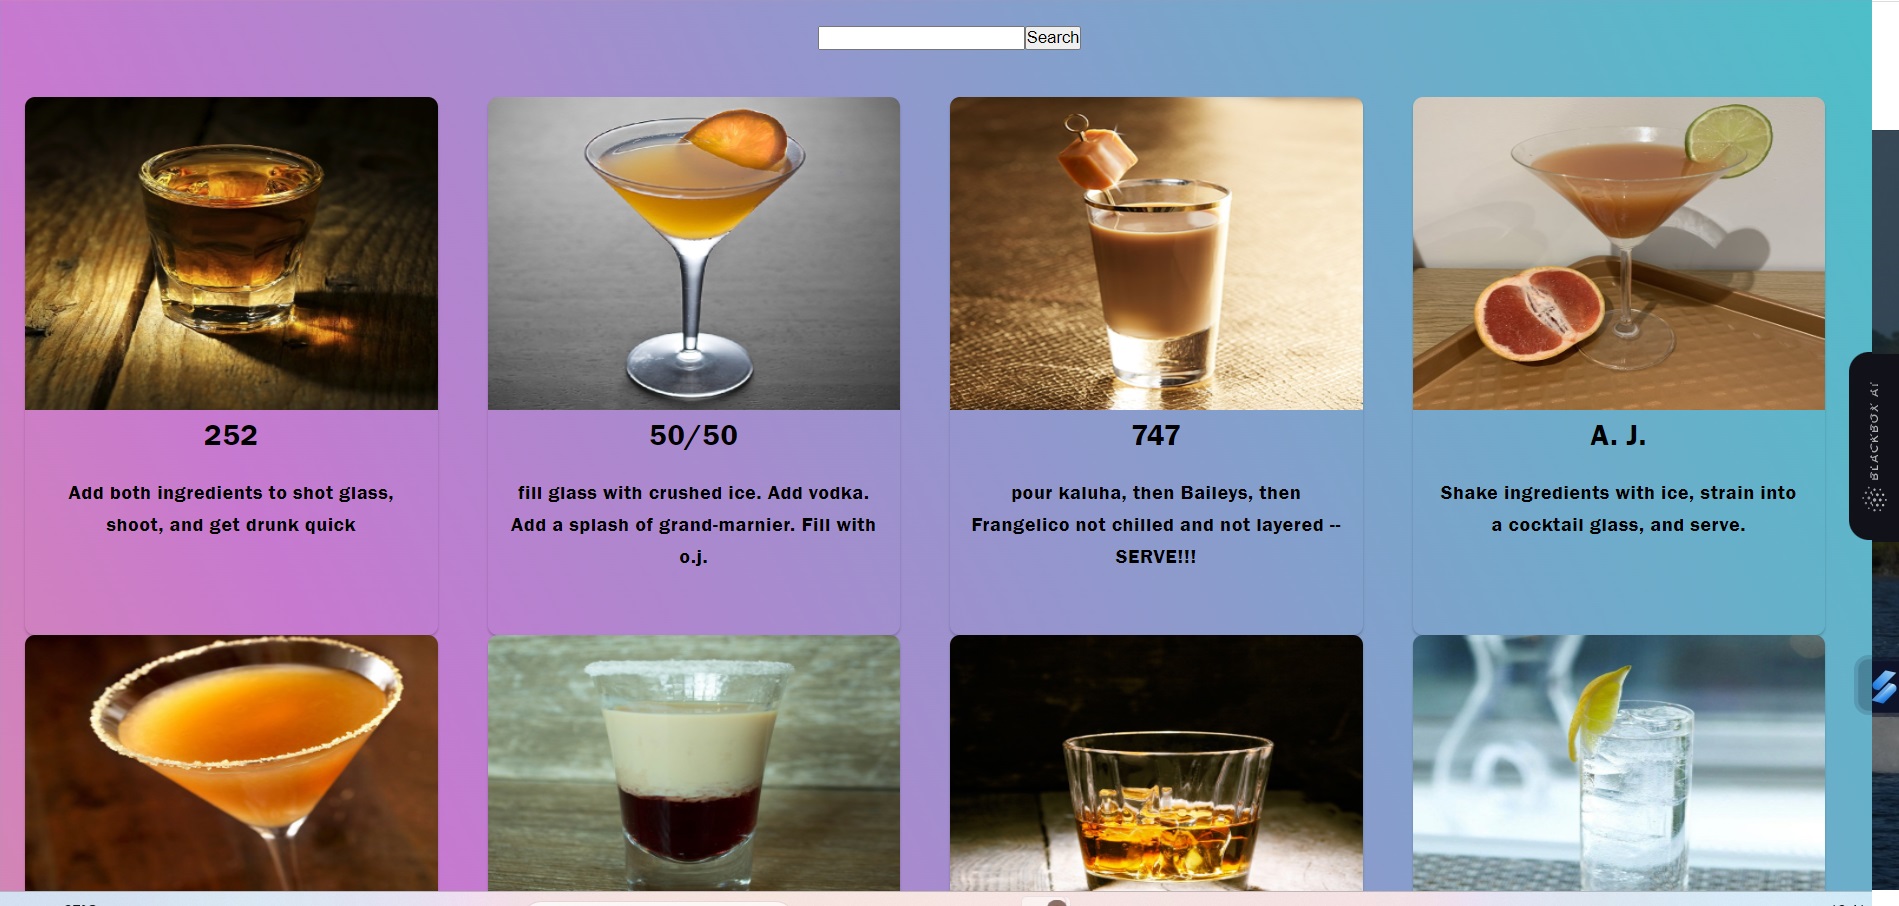 Search
252
50/50
747
A. J.
Add both ingredients to shot glass,
shoot, and get drunk quick
fill glass with crushed ice. Add vodka.
Add a splash of grand-marnier. Fill with
o.j.
pour kaluha, then Baileys, then
Frangelico not chilled and not layered --
SERVE!!!
Shake ingredients with ice, strain into
a cocktail glass, and serve.
BLACKBOX AI